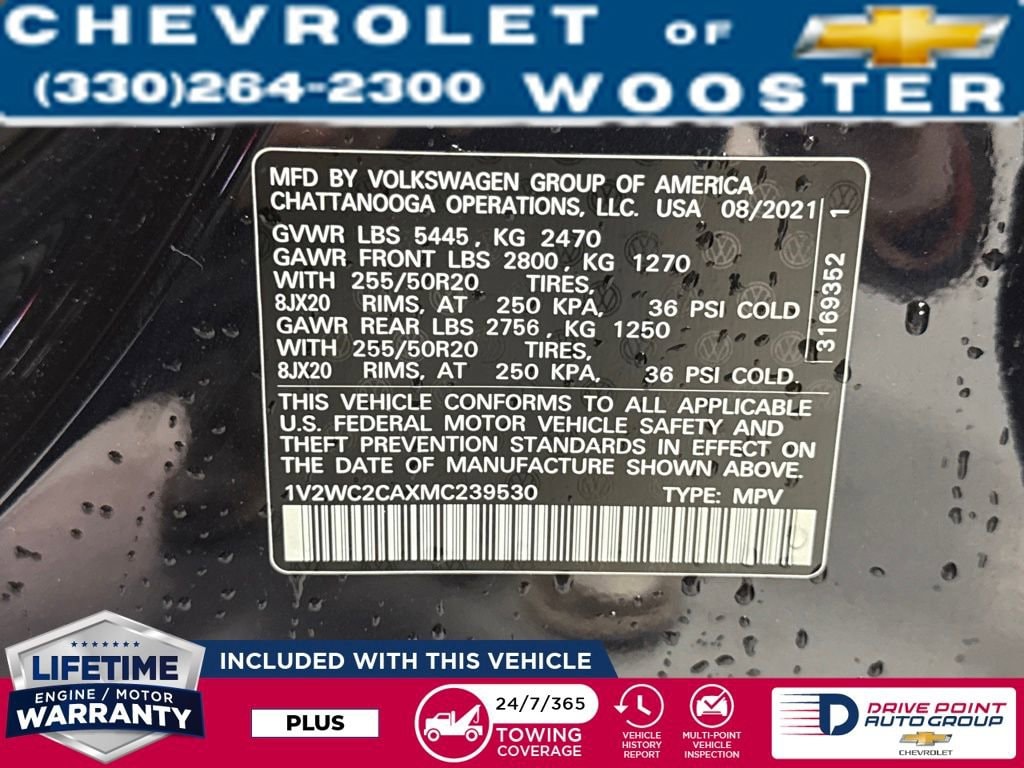 CHEVROLET OF
(330)264-2300 WOOSTER
MFD BY VOLKSWAGEN GROUP OF AMERICA
CHATTANOOGA OPERATIONS, LLC. USA 08/2021
GVWR LBS 5445, KG 2470
GAWR FRONT LBS 2800, KG 1270
WITH 255/50R20 TIRES,
8JX20 RIMS, AT 250 KPA, 36 PSI COLD
GAWR REAR LBS 2756, KG 1250
WITH 255/50R20 TIRES,
8JX20 RIMS, AT 250 KPA, 36 PSI COLD
3169352 1
THIS VEHICLE CONFORMS TO ALL APPLICABLE
U.S. FEDERAL MOTOR VEHICLE SAFETY AND
THEFT PREVENTION STANDARDS IN EFFECT ON
THE DATE OF MANUFACTURE SHOWN ABOVE.
1V2WC2CAXMC239530 TYPE: MPV
LIFETIME
ENGINE / MOTOR
WARRANTY
INCLUDED WITH THIS VEHICLE
PLUS
24/7/365
TOWING
COVERAGE
VEHICLE
HISTORY
REPORT
MULTI-POINT
VEHICLE
INSPECTION
DRIVE POINT
AUTO GROUP
CHEVROLET